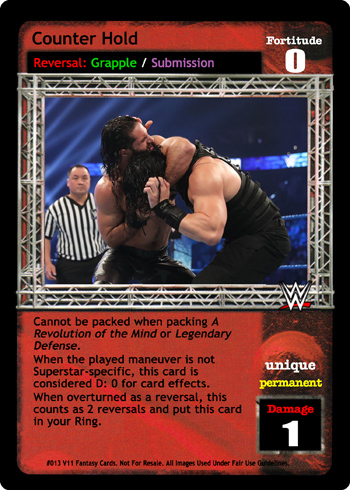 Counter Hold
Fortitude
0
Reversal: Grapple / Submission
W
Cannot be packed when packing A
Revolution of the Mind or Legendary
Defense.
When the played maneuver is not
Superstar-specific, this card is
considered D: 0 for card effects.
When overturned as a reversal, this
counts as 2 reversals and put this card
in your Ring.
unique
permanent
Damage
1
#013 V11 Fantasy Cards. Not For Resale. All Images Used Under Fair Use Guidelines.